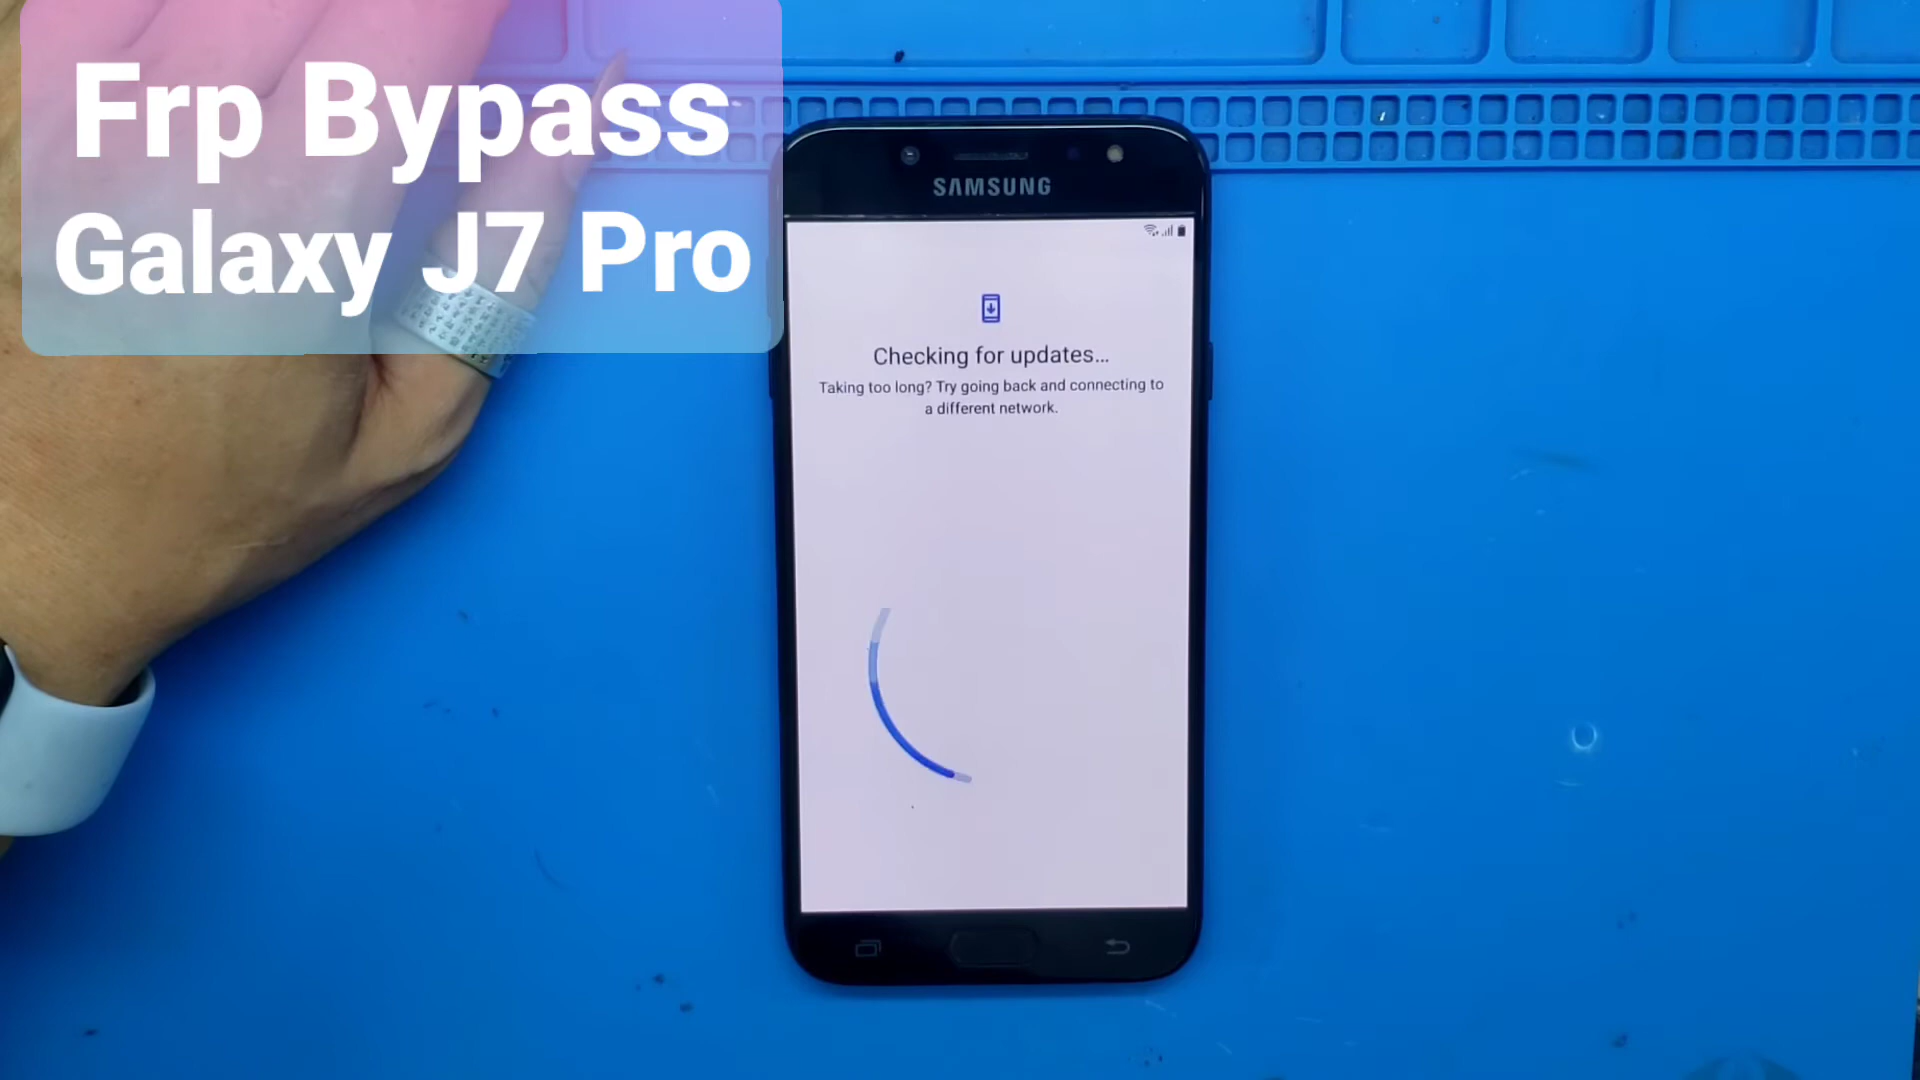 Frp Bypass
Galaxy J7 Pro
SAMSUNG
Checking for updates...
Taking too long? Try going back and connecting to
a different network.